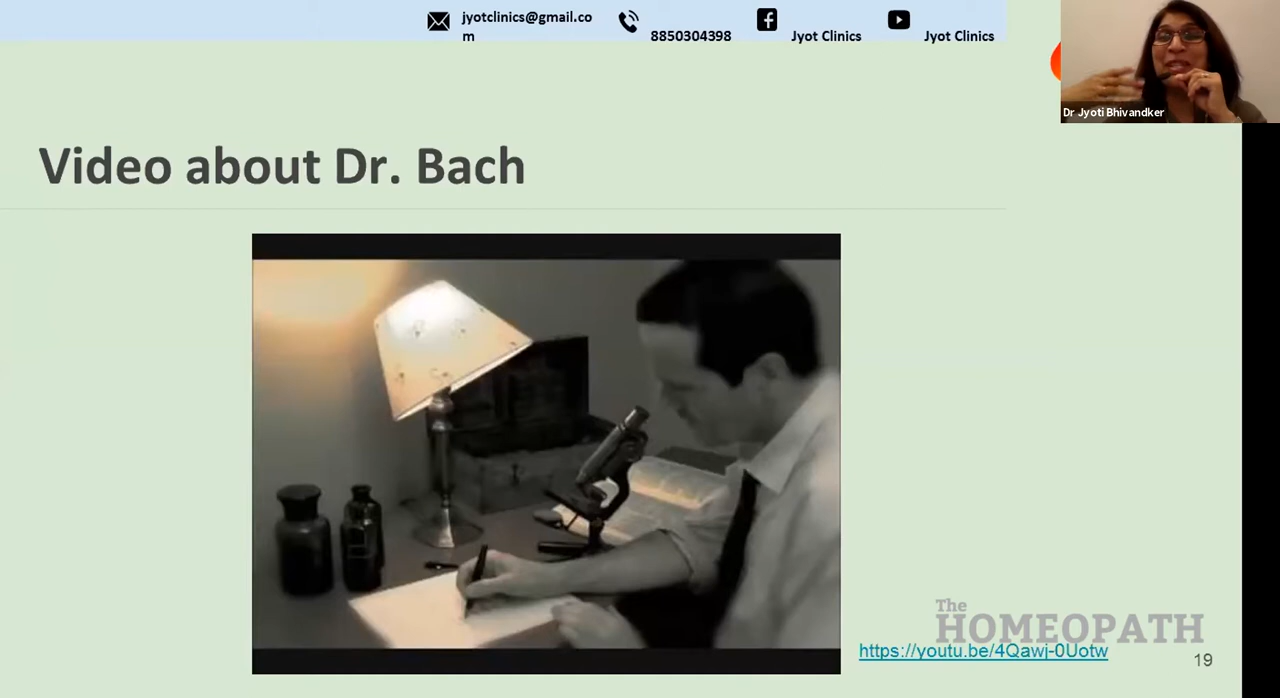 jyotclinics@gmail.co
m
8850304398
Jyot Clinics
Jyot Clinics
Dr Jyoti Bhivandker
Video about Dr. Bach
The
HOMEOPATH
https://youtu.be/4Qawj-0Uotw
19